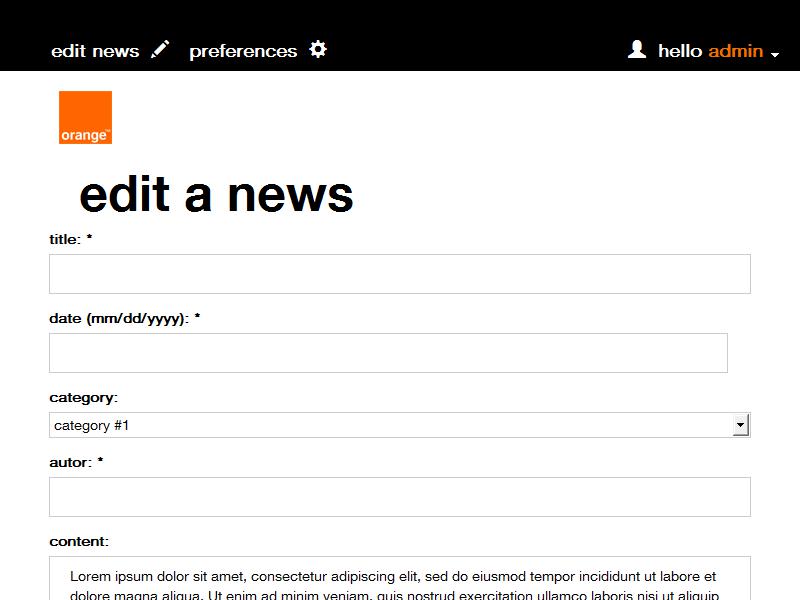 edit news preferences hello admin
orange™
edit a news
title: *
date (mm/dd/yyyy): *
category:
category #1
autor: *
content:
Lorem ipsum dolor sit amet, consectetur adipiscing elit, sed do eiusmod tempor incididunt ut labore et
dolore magna aliqua. Ut enim ad minim veniam, quis nostrud exercitation ullamco laboris nisi ut aliquip